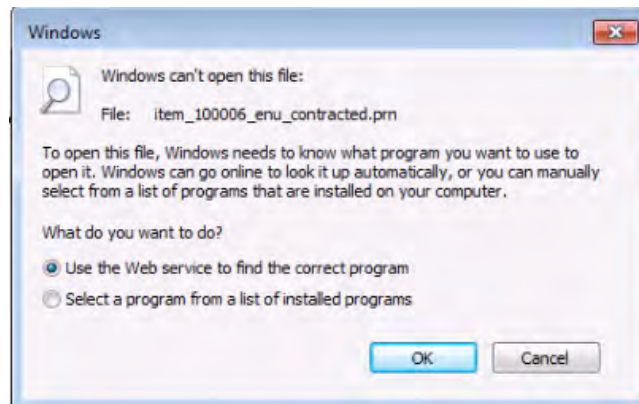 Windows
Windows can't open this file:
File: item_100006_enu_contracted.prn
To open this file, Windows needs to know what program you want to use to
open it. Windows can go online to look it up automatically, or you can manually
select from a list of programs that are installed on your computer.
What do you want to do?
Use the Web service to find the correct program
Select a program from a list of installed programs
OK Cancel